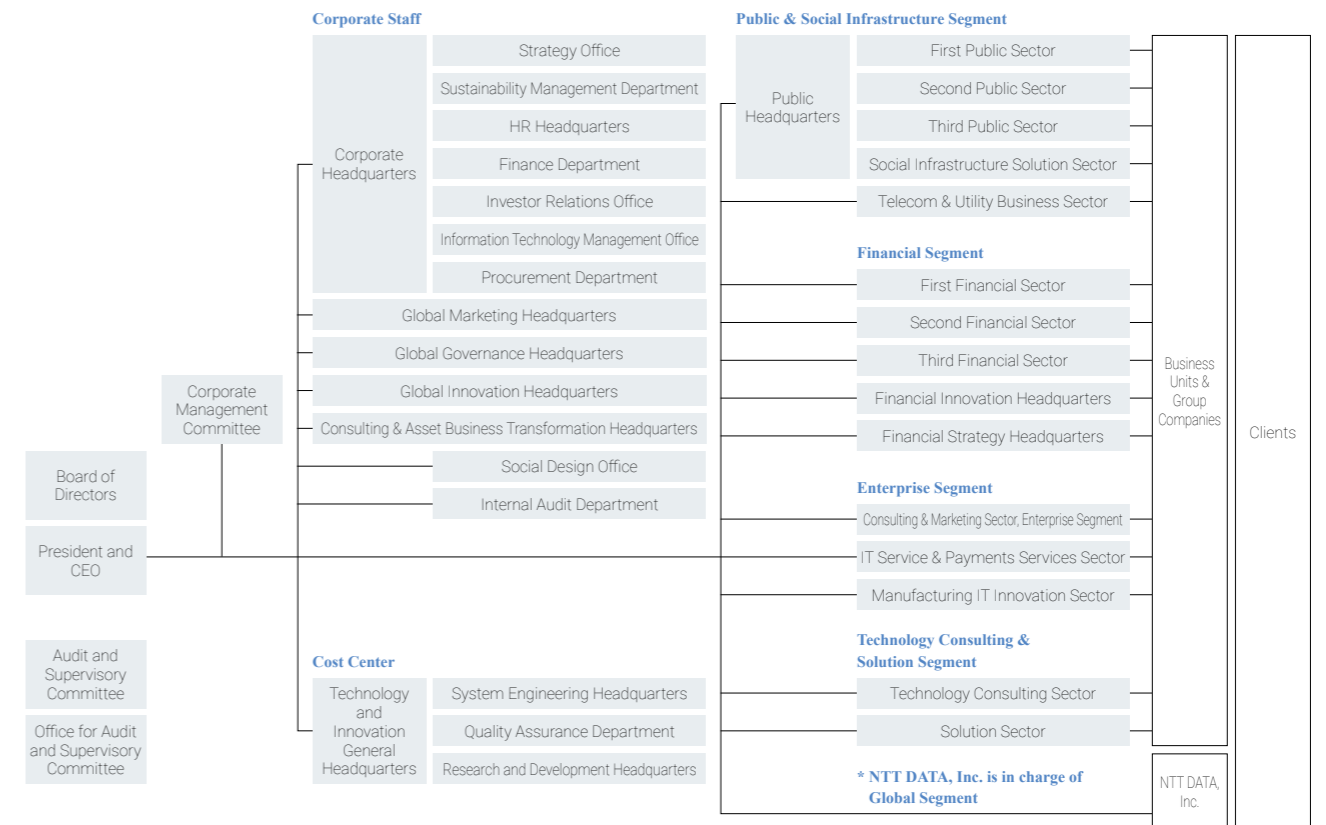 Board of
Directors
President and
CEO
Audit and
Supervisory
Committee
Office for Audit
and Supervisory
Committee
Corporate
Management
Committee
Corporate Staff
Corporate
Headquarters
Strategy Office
Sustainability Management Department
HR Headquarters
Finance Department
Investor Relations Office
Information Technology Management Office
Procurement Department
Global Marketing Headquarters
Global Governance Headquarters
Global Innovation Headquarters
Consulting & Asset Business Transformation Headquarters
Social Design Office
Internal Audit Department
Cost Center
Technology
and
Innovation
General
Headquarters
System Engineering Headquarters
Quality Assurance Department
Research and Development Headquarters
Public & Social Infrastructure Segment
Public
Headquarters
First Public Sector
Second Public Sector
Third Public Sector
Social Infrastructure Solution Sector
Telecom & Utility Business Sector
Financial Segment
First Financial Sector
Second Financial Sector
Third Financial Sector
Financial Innovation Headquarters
Financial Strategy Headquarters
Enterprise Segment
Consulting & Marketing Sector, Enterprise Segment
IT Service & Payments Services Sector
Manufacturing IT Innovation Sector
Technology Consulting &
Solution Segment
Technology Consulting Sector
Solution Sector
* NTT DATA, Inc. is in charge of
Global Segment
Business
Units &
Group
Companies
NTT DATA,
Inc.
Clients